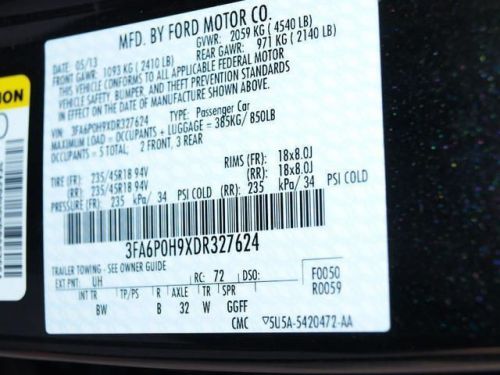 MFD. BY FORD MOTOR CO.
DATE: 05/13 GVWR: 2059 KG ( 4540 LB)
FRONT GAWR: 1093 KG ( 2410 LB) REAR GAWR: 971 KG ( 2140 LB)
THIS VEHICLE CONFORMS TO ALL APPLICABLE FEDERAL MOTOR
VEHICLE SAFETY, BUMPER, AND THEFT PREVENTION STANDARDS
IN EFFECT ON THE DATE OF MANUFACTURE SHOWN ABOVE.
VIN: 3FA6P0H9XDR327624 TYPE: Passenger Car
MAXIMUM LOAD = OCCUPANTS + LUGGAGE = 385KG/ 850LB
OCCUPANTS = 5 TOTAL: 2 FRONT, 3 REAR
TIRE (FR): 235/45R18 94V RIMS (FR): 18x8.0J
(RR): 235/45R18 94V (RR): 18x8.0J
PRESSURE (FR): 235 kPa/ 34 PSI COLD (RR): 235 kPa/ 34 PSI COLD
3FA6P0H9XDR327624
TRAILER TOWING - SEE OWNER GUIDE
EXT PNT: UH RC: 72 DSO: F0050
INT TR TP/PS R AXLE TR SPR R0059
BW B 32 W GGFF
CMC 5U5A-5420472-AA